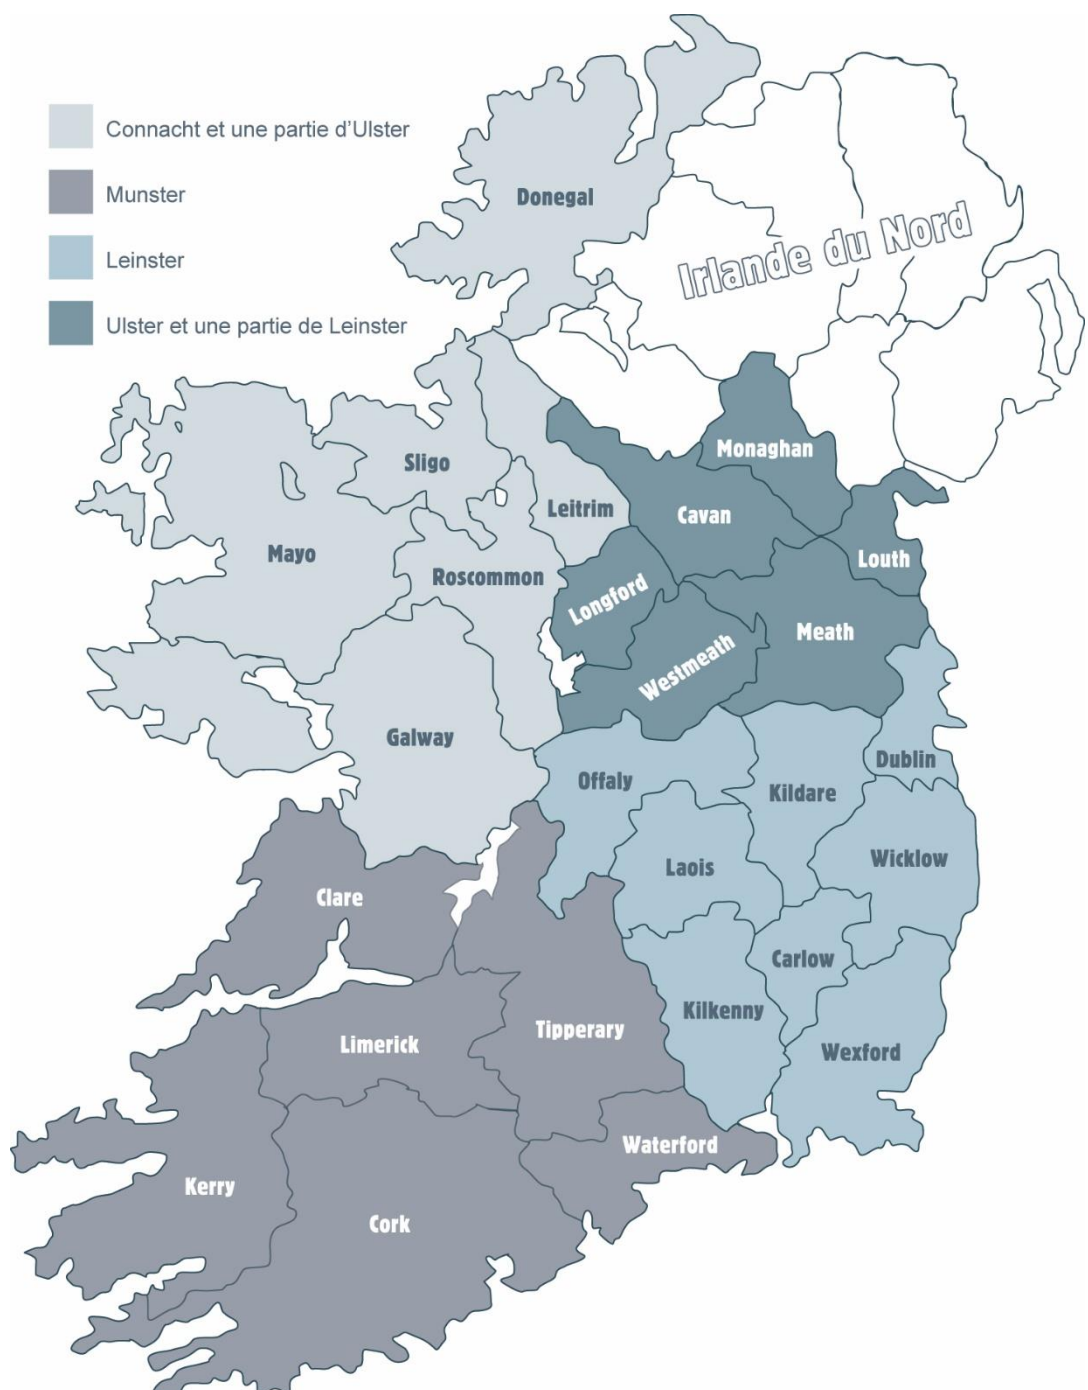 Connacht et une partie d'Ulster
Munster
Leinster
Ulster et une partie de Leinster
Donegal
Irlande du Nord
Monaghan
Sligo
Leitrim
Cavan
Mayo
Roscommon
Louth
Longford
Meath
Westmeath
Galway
Dublin
Offaly
Kildare
Laois
Wicklow
Clare
Carlow
Kilkenny
Tipperary
Limerick
Wexford
Waterford
Kerry
Cork